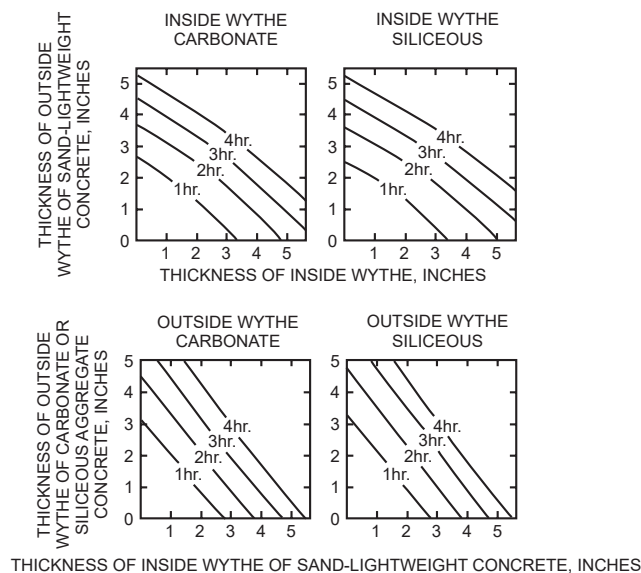 INSIDE WYTHE
CARBONATE
INSIDE WYTHE
SILICEOUS
THICKNESS OF OUTSIDE
WYTHE OF SAND-LIGHTWEIGHT
CONCRETE, INCHES
5
4
3
2
1
0
4hr.
3hr.
2hr.
1hr.
1 2 3 4 5
5
4
3
2
1
0
4hr.
3hr.
2hr.
1hr.
1 2 3 4 5
THICKNESS OF INSIDE WYTHE, INCHES
OUTSIDE WYTHE
CARBONATE
OUTSIDE WYTHE
SILICEOUS
THICKNESS OF OUTSIDE
WYTHE OF CARBONATE OR
SILICEOUS AGGREGATE
CONCRETE, INCHES
5
4
3
2
1
0
4hr.
3hr.
2hr.
1hr.
1 2 3 4 5
5
4
3
2
1
0
4hr.
3hr.
2hr.
1hr.
1 2 3 4 5
THICKNESS OF INSIDE WYTHE OF SAND-LIGHTWEIGHT CONCRETE, INCHES